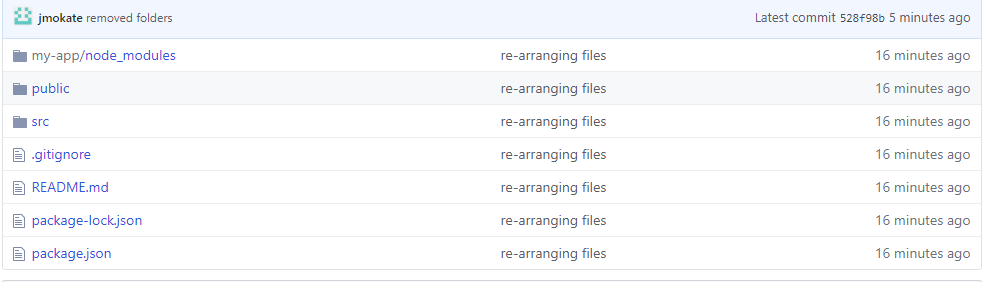 jmokate removed folders Latest commit 528f98b 5 minutes ago
my-app/node_modules re-arranging files 16 minutes ago
public re-arranging files 16 minutes ago
src re-arranging files 16 minutes ago
.gitignore re-arranging files 16 minutes ago
README.md re-arranging files 16 minutes ago
package-lock.json re-arranging files 16 minutes ago
package.json re-arranging files 16 minutes ago